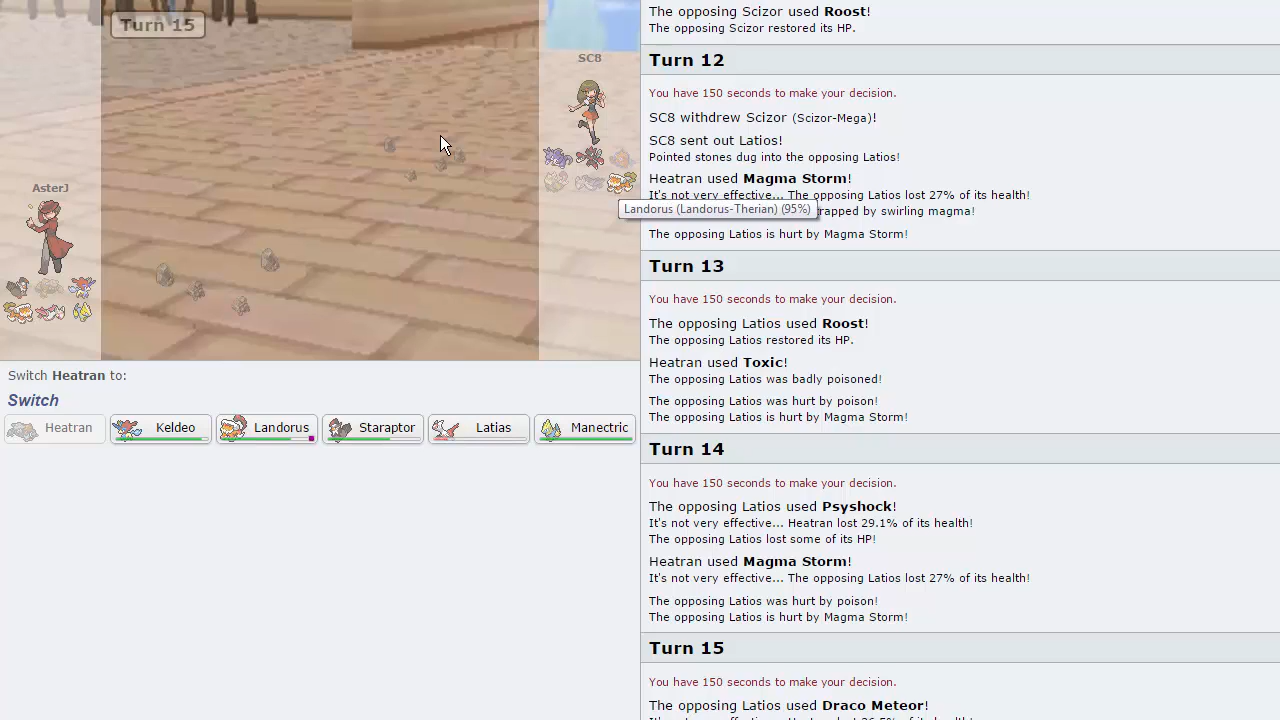 Turn 15
SC8
AsterJ
Landorus (Landorus-Therian) (95%)
Switch Heatran to:
Switch
Heatran
Keldeo
Landorus
Staraptor
Latias
Manectric
The opposing Scizor used Roost!
The opposing Scizor restored its HP.
Turn 12
You have 150 seconds to make your decision.
SC8 withdrew Scizor (Scizor-Mega)!
SC8 sent out Latios!
Pointed stones dug into the opposing Latios!
Heatran used Magma Storm!
It's not very effective... The opposing Latios lost 27% of its health!
rapped by swirling magma!
The opposing Latios is hurt by Magma Storm!
Turn 13
You have 150 seconds to make your decision.
The opposing Latios used Roost!
The opposing Latios restored its HP.
Heatran used Toxic!
The opposing Latios was badly poisoned!
The opposing Latios was hurt by poison!
The opposing Latios is hurt by Magma Storm!
Turn 14
You have 150 seconds to make your decision.
The opposing Latios used Psyshock!
It's not very effective... Heatran lost 29.1% of its health!
The opposing Latios lost some of its HP!
Heatran used Magma Storm!
It's not very effective... The opposing Latios lost 27% of its health!
The opposing Latios was hurt by poison!
The opposing Latios is hurt by Magma Storm!
Turn 15
You have 150 seconds to make your decision.
The opposing Latios used Draco Meteor!